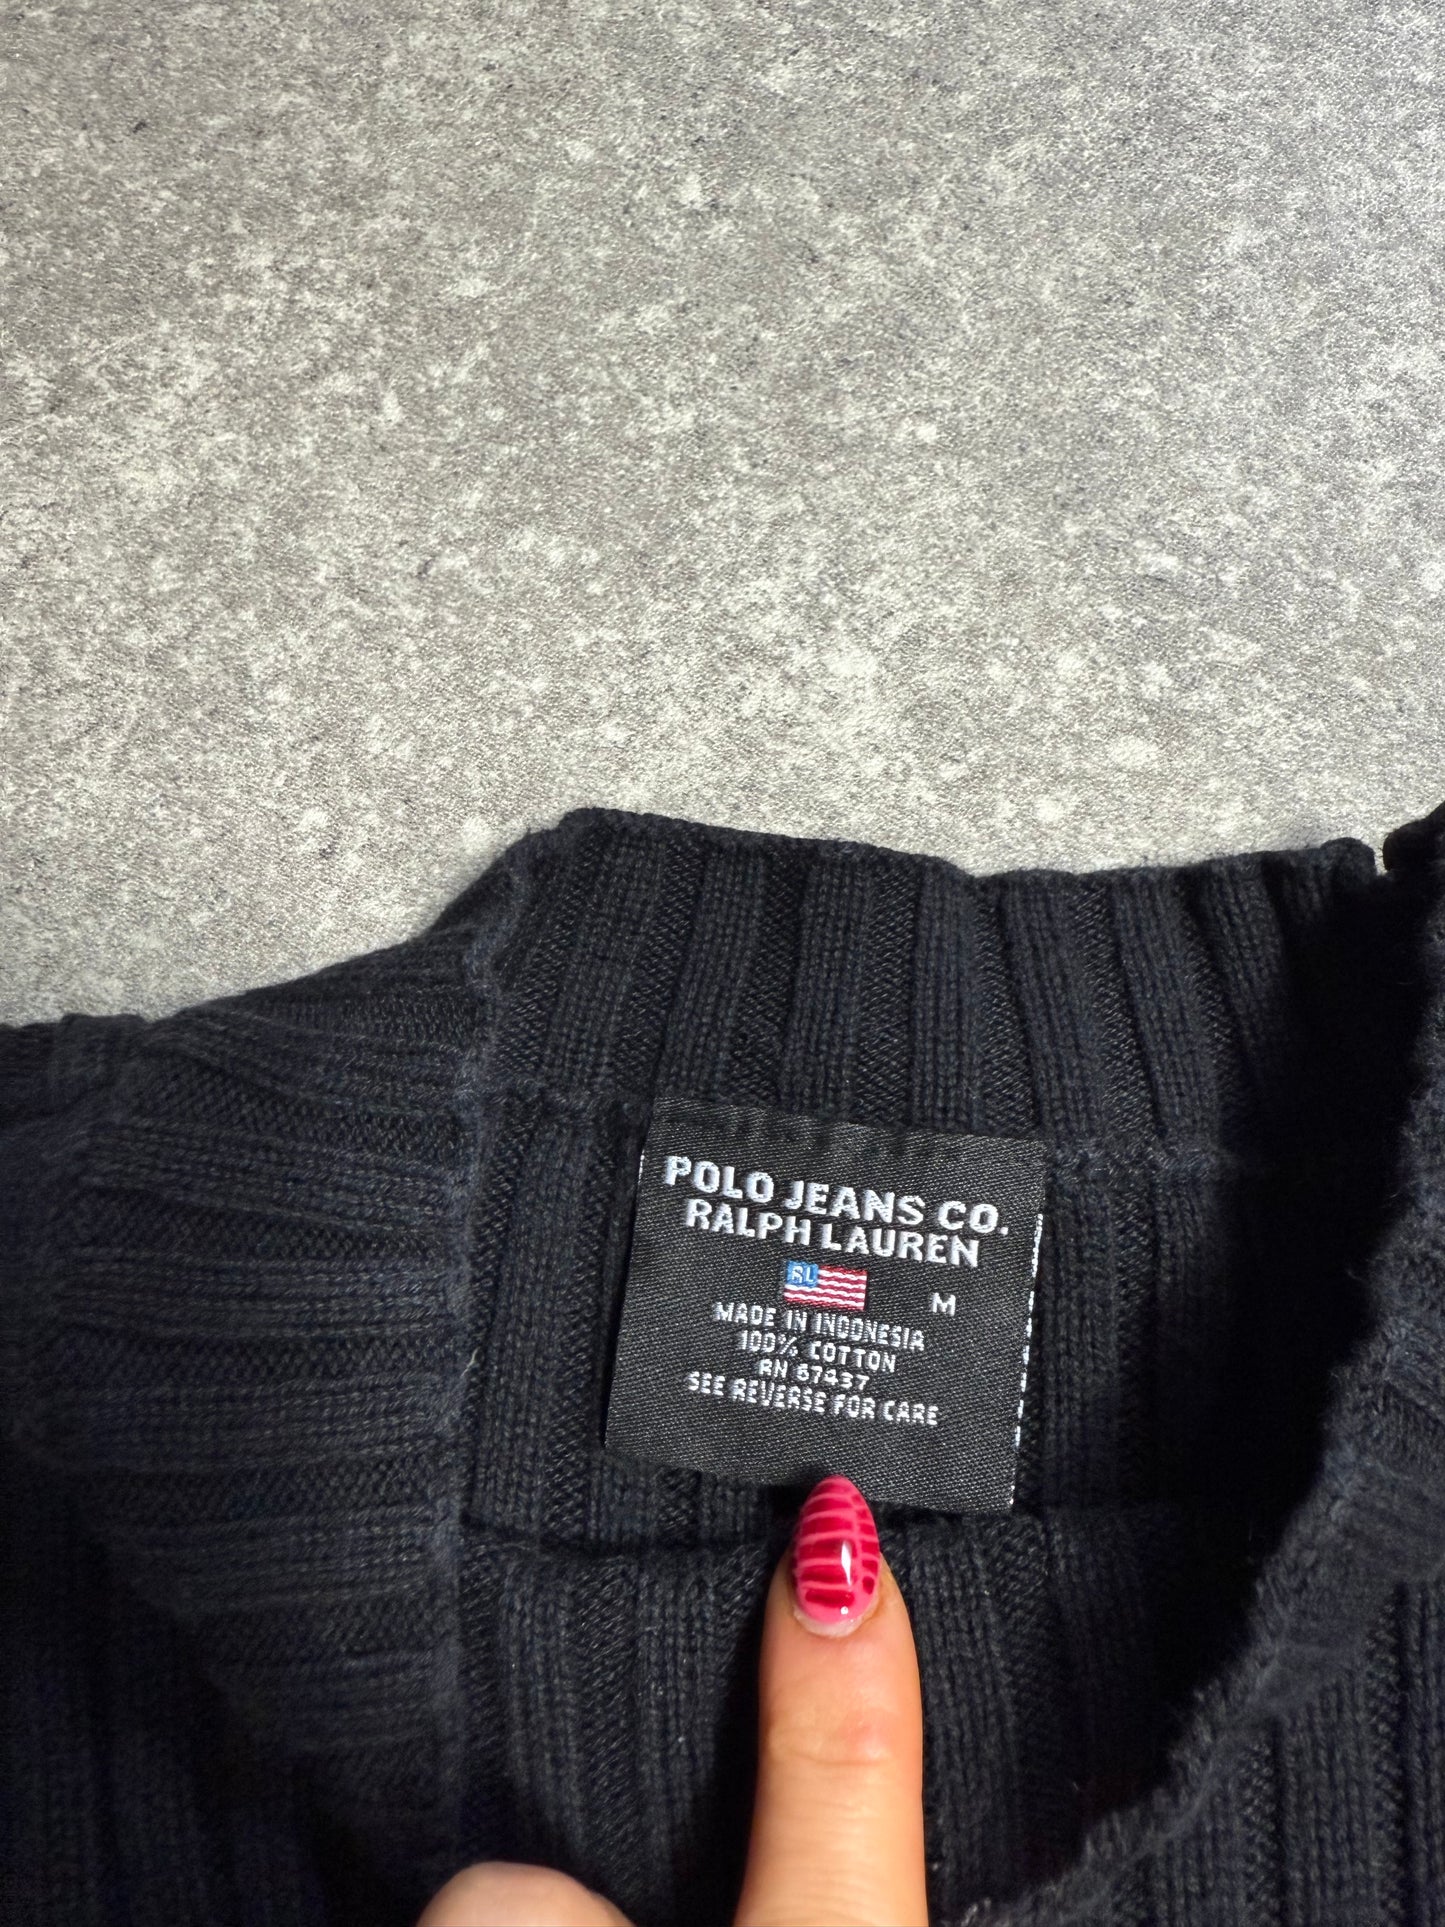 POLO JEANS CO.
RALPH LAUREN
RL
M
MADE IN INDONESIA
100% COTTON
RN 67437
SEE REVERSE FOR CARE